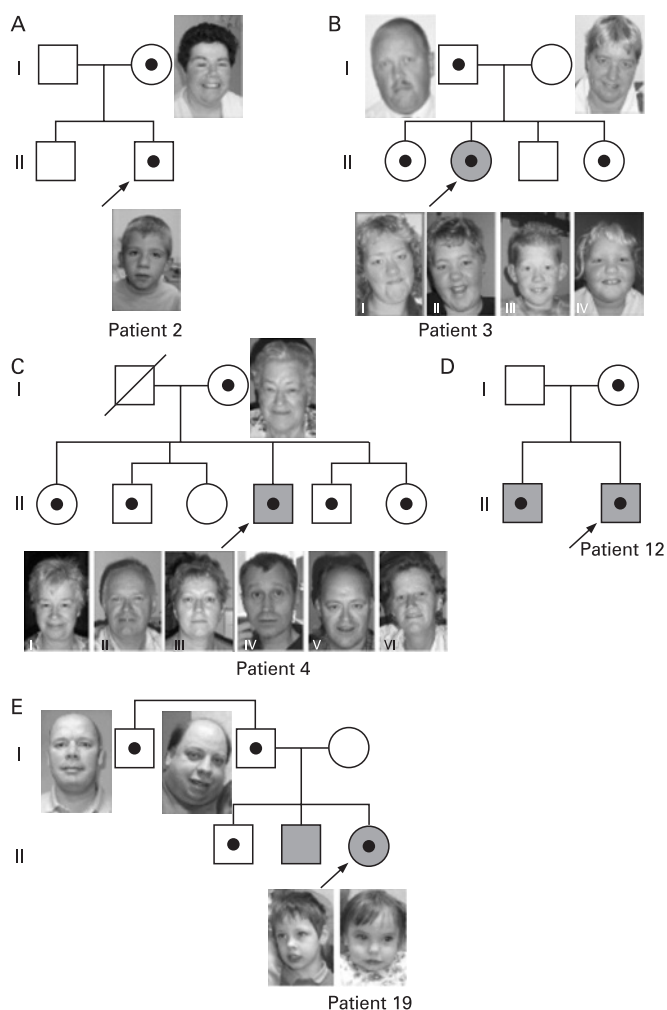 A
B
I
I
II
II
I
II
III
IV
Patient 2
Patient 3
C
D
I
I
II
II
Patient 12
I
II
III
IV
V
VI
Patient 4
E
I
II
Patient 19